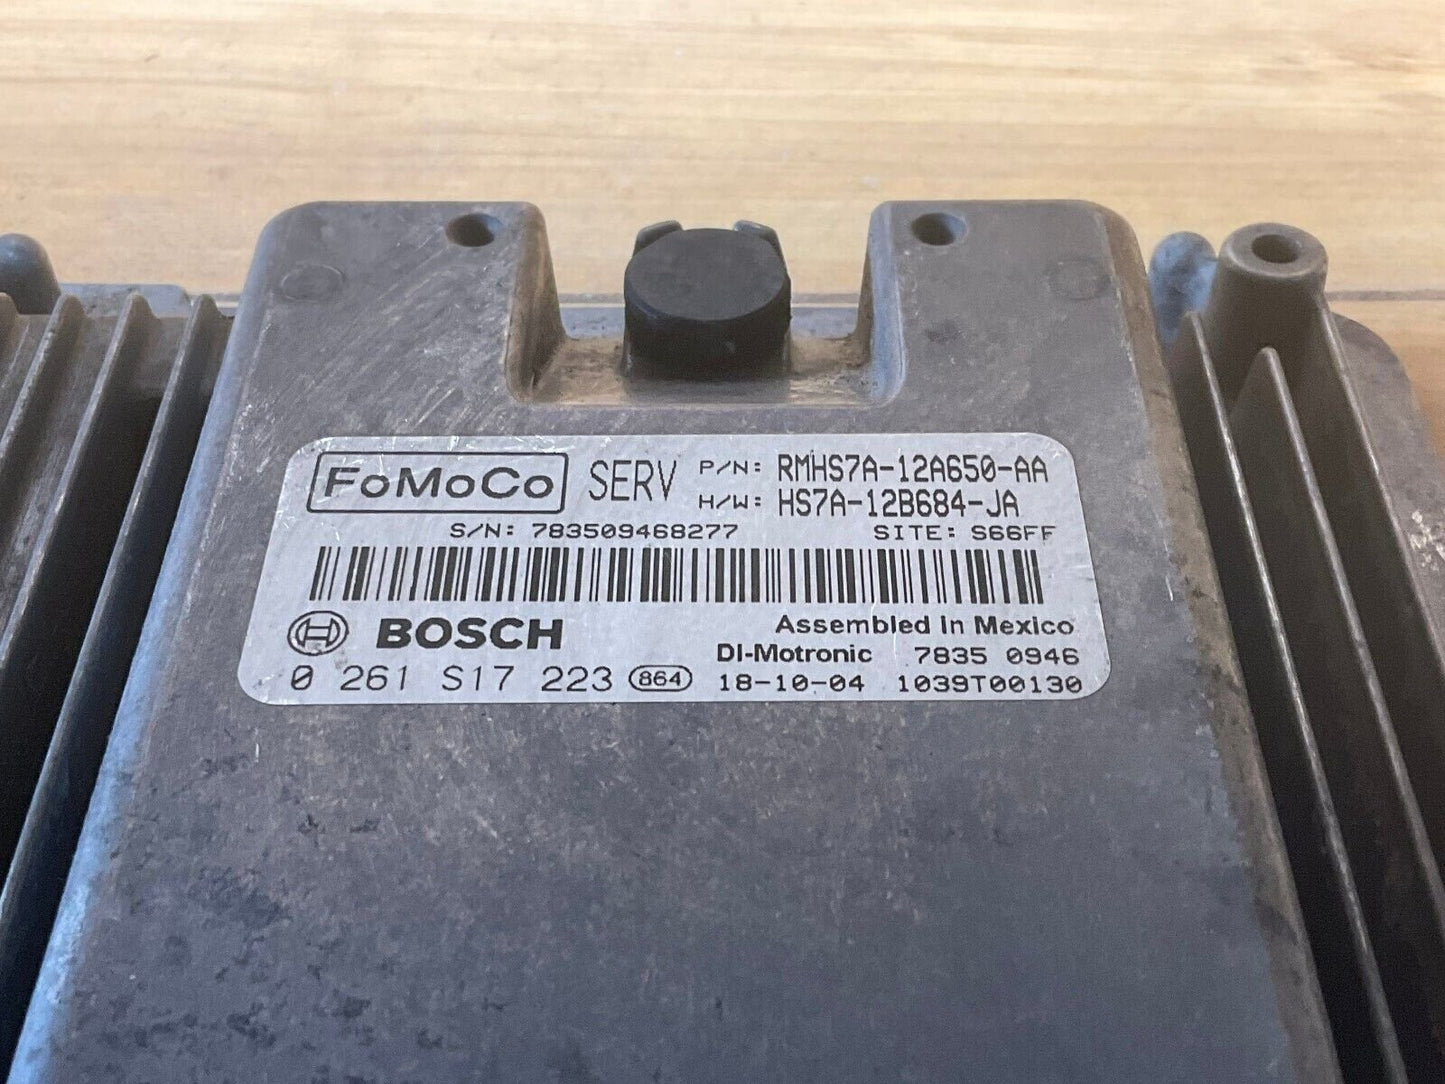 FoMoCo SERV P/N: RMHS7A-12A650-AA
H/W: HS7A-12B684-JA
S/N: 783509468277 SITE: S66FF
BOSCH Assembled in Mexico
DI-Motronic 7835 0946
0 261 S17 223 864 18-10-04 1039T00130